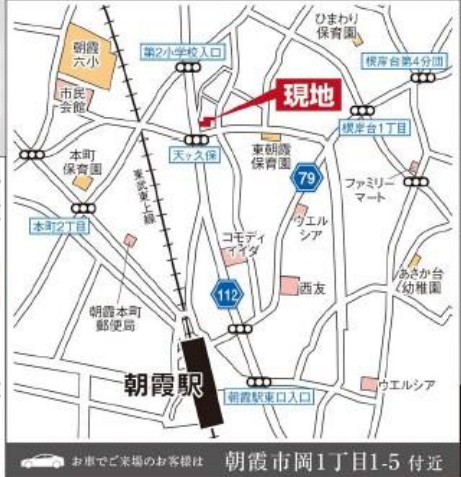 ひまわり
保育園
朝霞
六小
第2小学校入口
根岸台第4分団
市民
会館
現地
根岸台1丁目
天ヶ久保
東朝霞
保育園
本町
保育園
79
ファミリー
マート
東武東上線
本町2丁目
ウエル
シア
コモディ
イイダ
あさか台
幼稚園
112
西友
朝霞本町
郵便局
朝霞駅
朝霞駅東口入口
ウエルシア
お車でご来場のお客様は 朝霞市岡1丁目1-5 付近